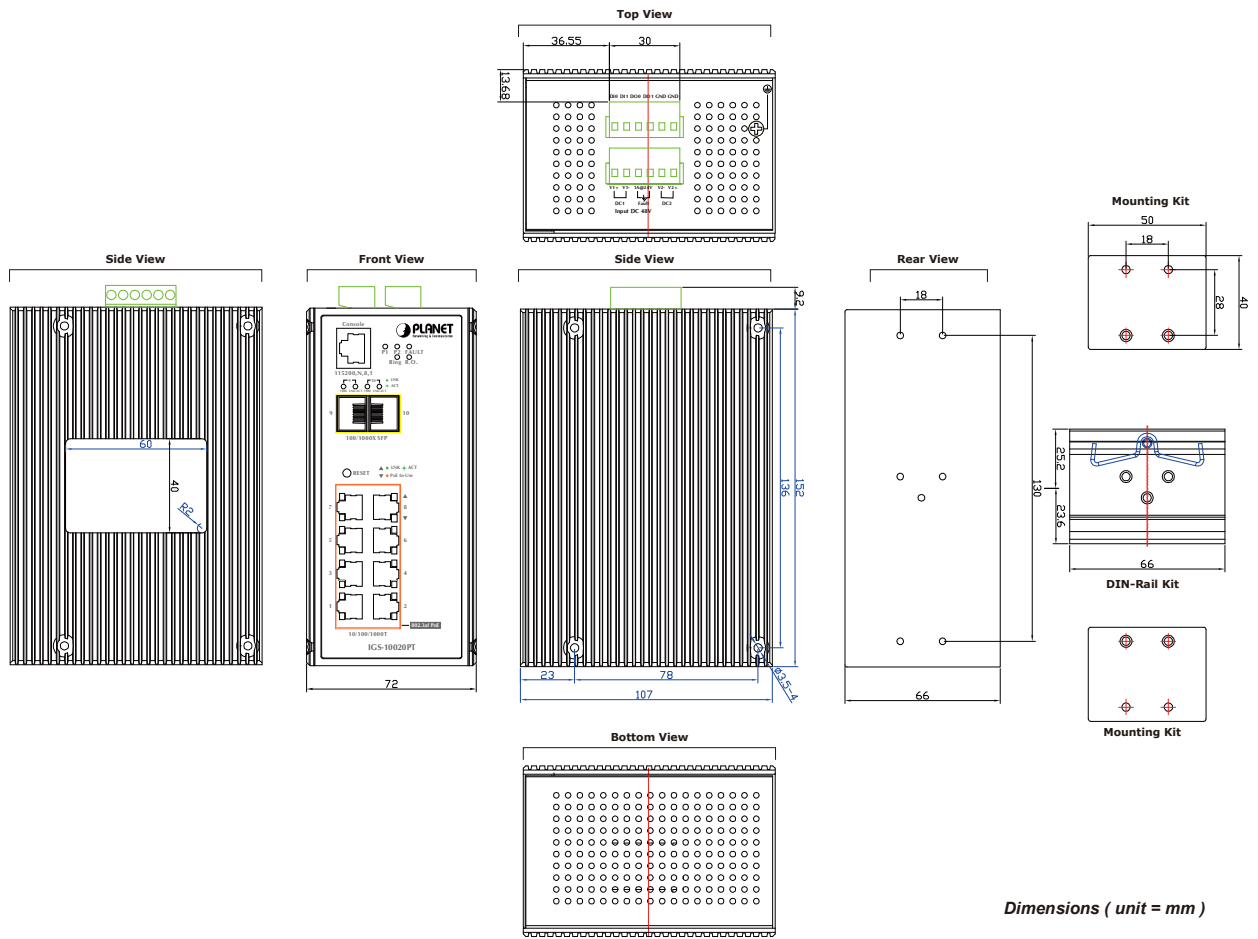 Top View
36.55
30
13.68
DI0 DI1 DO0 DO1 GND GND
V1+ V1- 1A@24V V2- V2+
DC1
Fault
DC2
Input DC 48V
Mounting Kit
50
18
28
40
Side View
60
40
R2
Front View
Console
PLANET
Networking & Communication
P1 P2 FAULT
Ring R.O.
115200,N,8,1
LNK
ACT
9
10
100/1000X SFP
RESET
LNK ACT
PoE In-Use
7
8
5
6
3
4
1
2
802.3af PoE
10/100/1000T
IGS-10020PT
72
Side View
9.2
136
152
23
78
107
Ø3.5-4
Rear View
18
130
66
25.2
23.6
66
DIN-Rail Kit
Mounting Kit
Bottom View
Dimensions ( unit = mm )